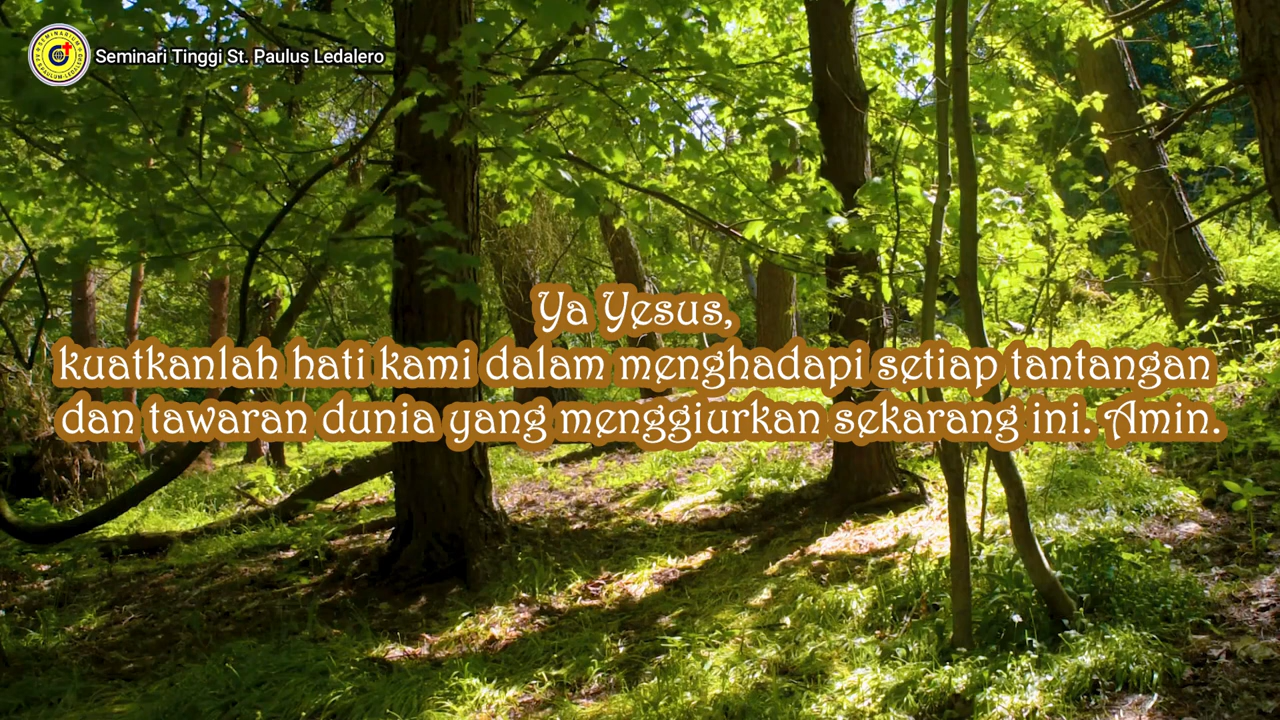 Seminari Tinggi St. Paulus Ledalero
Ya Yesus,
kuatkanlah hati kami dalam menghadapi setiap tantangan
dan tawaran dunia yang menggiurkan sekarang ini. Amin.